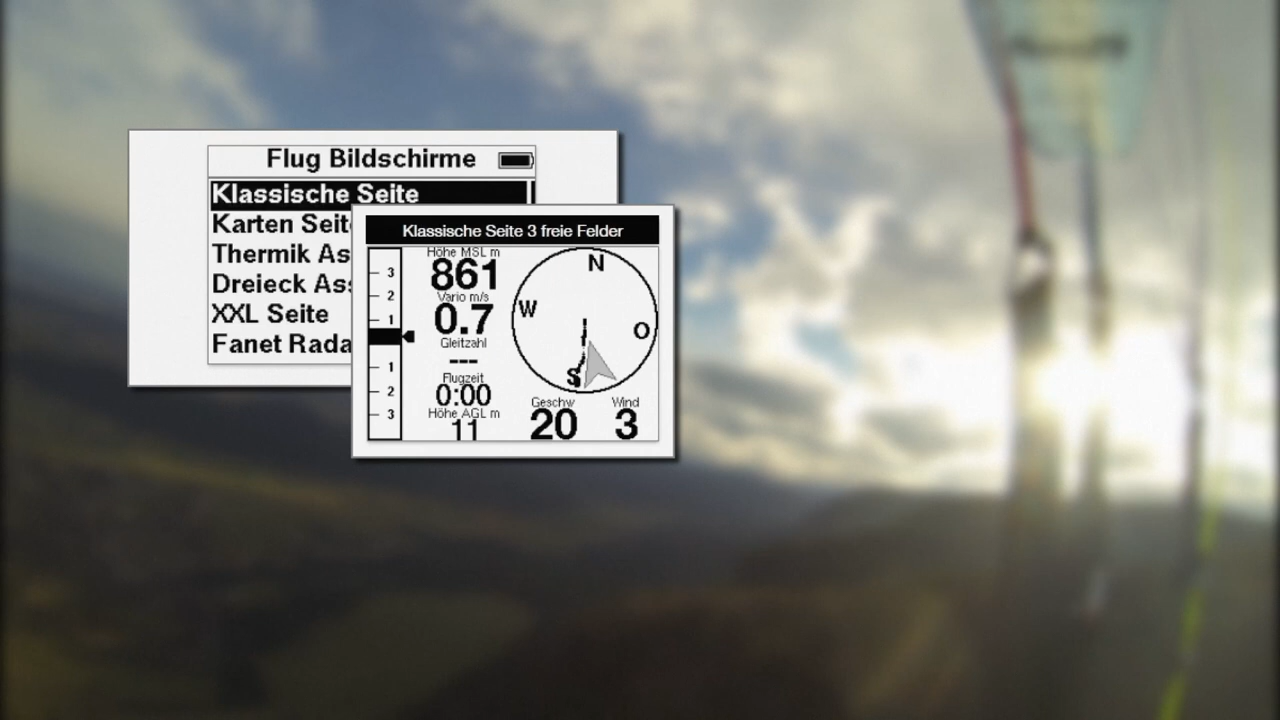 Flug Bildschirme
Klassische Seite
Karten Seit
Thermik As
Dreieck As
XXL Seite
Fanet Rada
Klassische Seite 3 freie Felder
3
2
1
1
2
3
Höhe MSL m
861
Vario m/s
0.7
Gleitzahl
---
Flugzeit
0:00
Höhe AGL m
11
N
W
O
S
Geschw
20
Wind
3